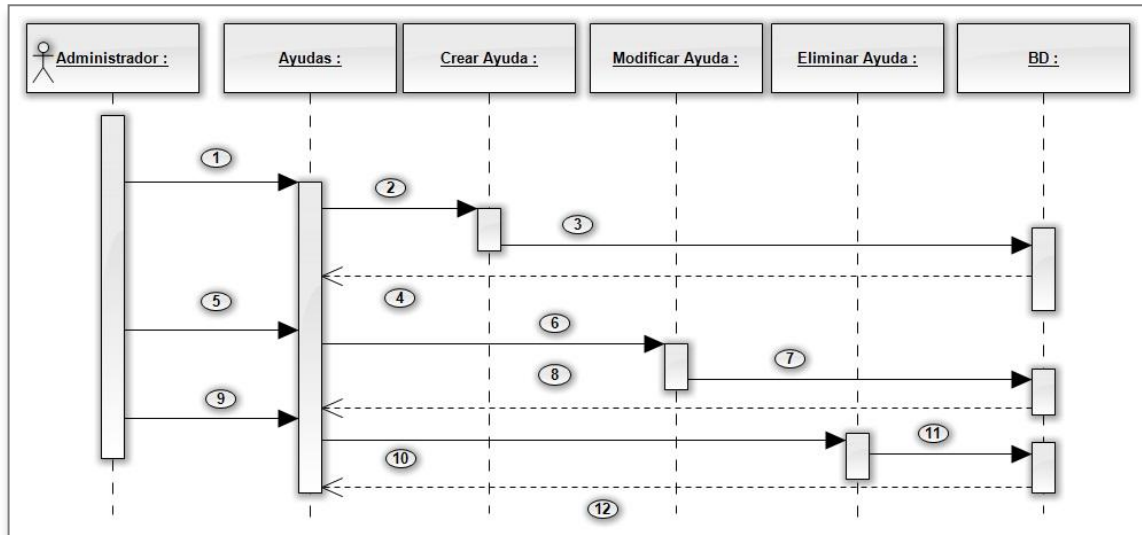 Administrador :
Ayudas :
Crear Ayuda :
Modificar Ayuda :
Eliminar Ayuda :
BD :
1
2
3
4
5
6
7
8
9
10
11
12